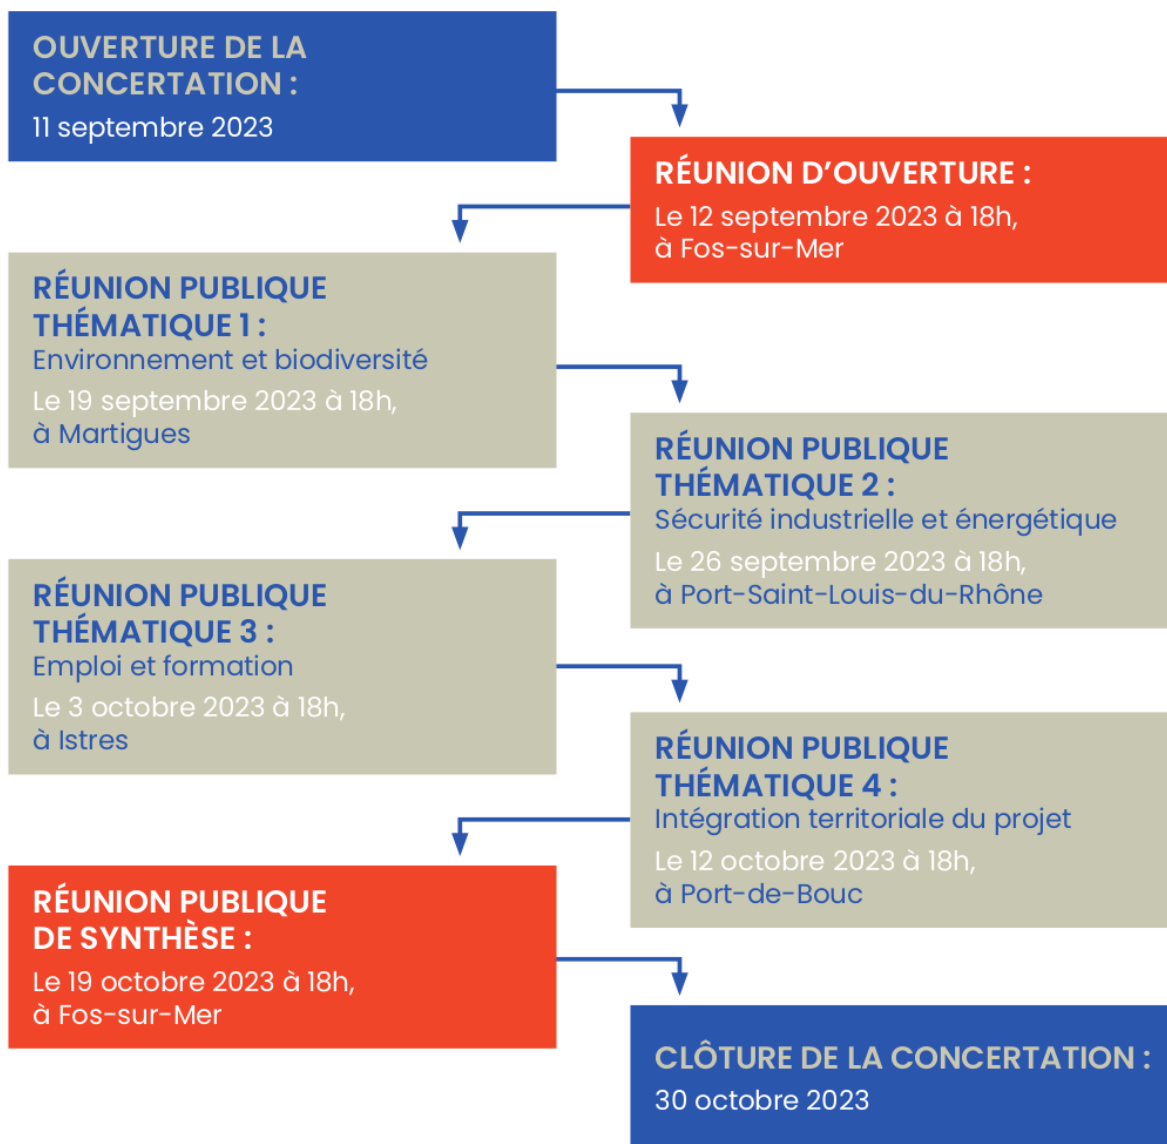 OUVERTURE DE LA
CONCERTATION :
11 septembre 2023
RÉUNION D’OUVERTURE :
Le 12 septembre 2023 à 18h,
à Fos-sur-Mer
RÉUNION PUBLIQUE
THÉMATIQUE 1 :
Environnement et biodiversité
Le 19 septembre 2023 à 18h,
à Martigues
RÉUNION PUBLIQUE
THÉMATIQUE 2 :
Sécurité industrielle et énergétique
Le 26 septembre 2023 à 18h,
à Port-Saint-Louis-du-Rhône
RÉUNION PUBLIQUE
THÉMATIQUE 3 :
Emploi et formation
Le 3 octobre 2023 à 18h,
à Istres
RÉUNION PUBLIQUE
THÉMATIQUE 4 :
Intégration territoriale du projet
Le 12 octobre 2023 à 18h,
à Port-de-Bouc
RÉUNION PUBLIQUE
DE SYNTHÈSE :
Le 19 octobre 2023 à 18h,
à Fos-sur-Mer
CLÔTURE DE LA CONCERTATION :
30 octobre 2023